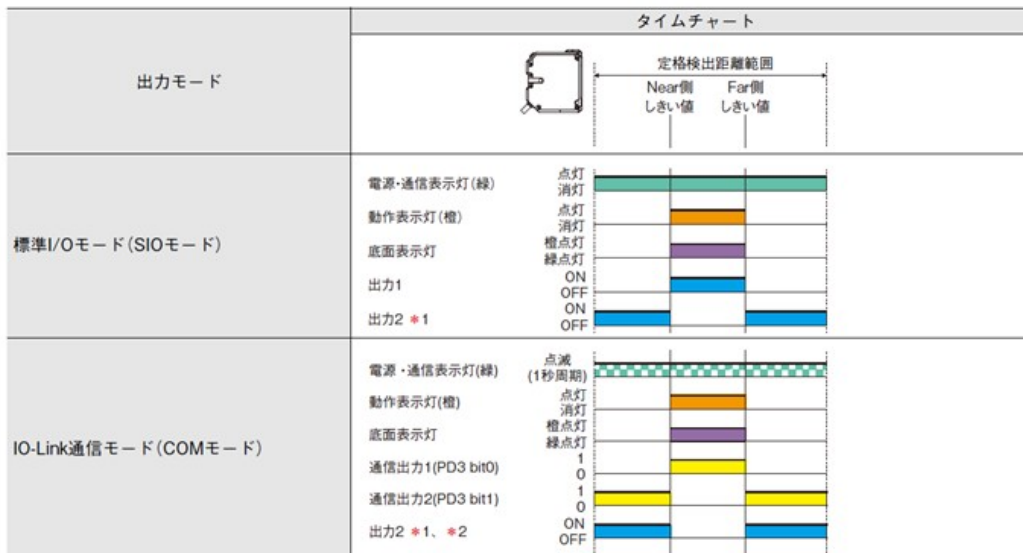 タイムチャート
出力モード
定格検出距離範囲
Near側 Far側
しきい値 しきい値
標準I/Oモード(SIOモード)
電源・通信表示灯(緑) 点灯
消灯
動作表示灯(橙) 点灯
消灯
底面表示灯 橙点灯
緑点灯
出力1 ON
OFF
出力2 *1 ON
OFF
IO-Link通信モード(COMモード)
電源・通信表示灯(緑) 点滅
(1秒周期)
動作表示灯(橙) 点灯
消灯
底面表示灯 橙点灯
緑点灯
通信出力1(PD3 bit0) 1
0
通信出力2(PD3 bit1) 1
0
出力2 *1、*2 ON
OFF